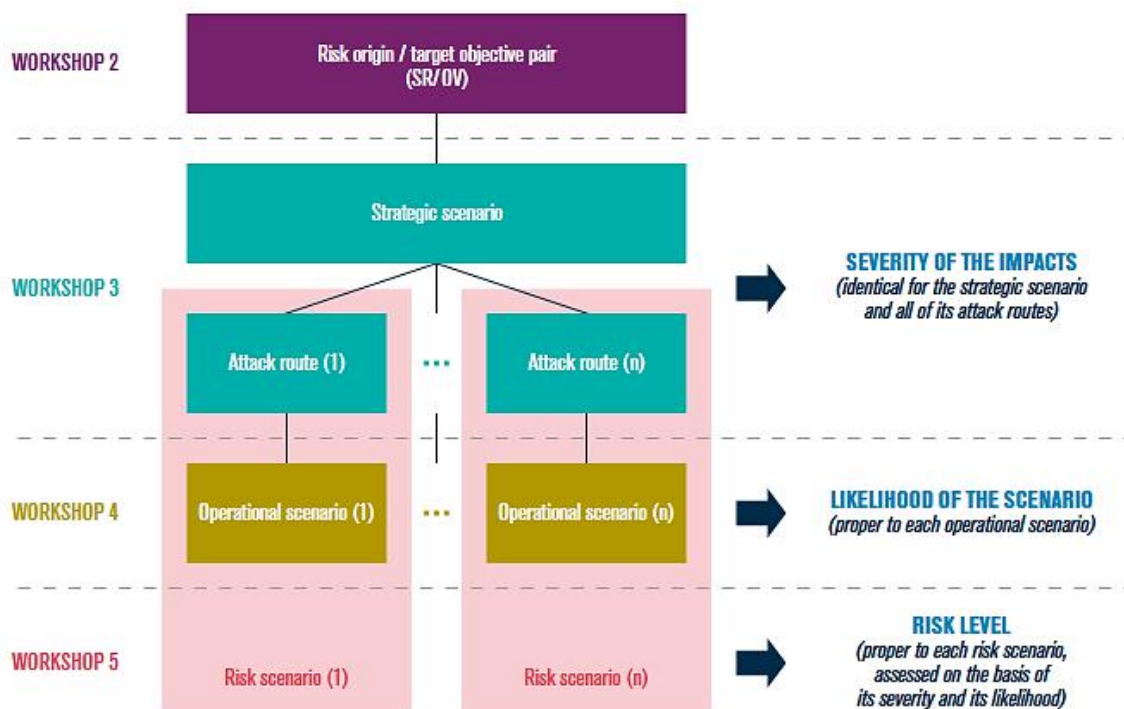 WORKSHOP 2
Risk origin / target objective pair
(SR/OV)
WORKSHOP 3
Strategic scenario
Attack route (1)
Attack route (n)
SEVERITY OF THE IMPACTS
(identical for the strategic scenario
and all of its attack routes)
WORKSHOP 4
Operational scenario (1)
Operational scenario (n)
LIKELIHOOD OF THE SCENARIO
(proper to each operational scenario)
WORKSHOP 5
Risk scenario (1)
Risk scenario (n)
RISK LEVEL
(proper to each risk scenario,
assessed on the basis of
its severity and its likelihood)